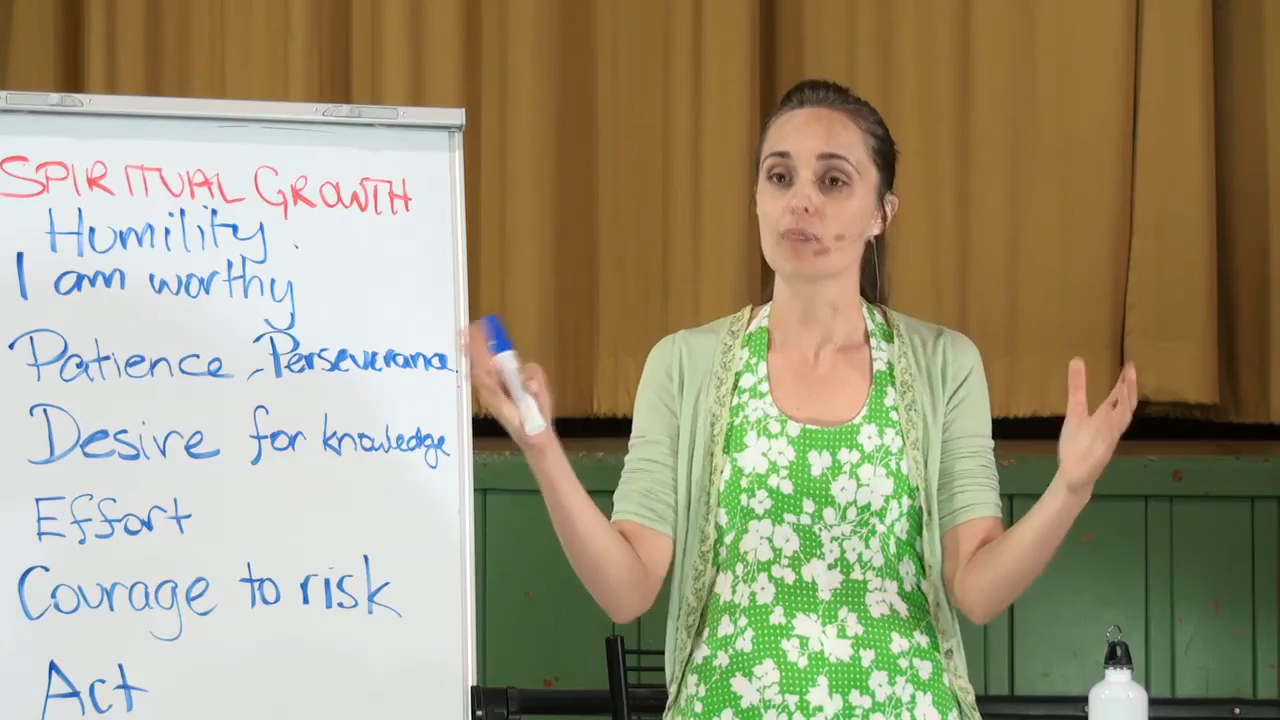 SPIRITUAL GROWTH
Humility.
I am worthy
Patience, Perseverance
Desire for knowledge
Effort
Courage to risk
Act